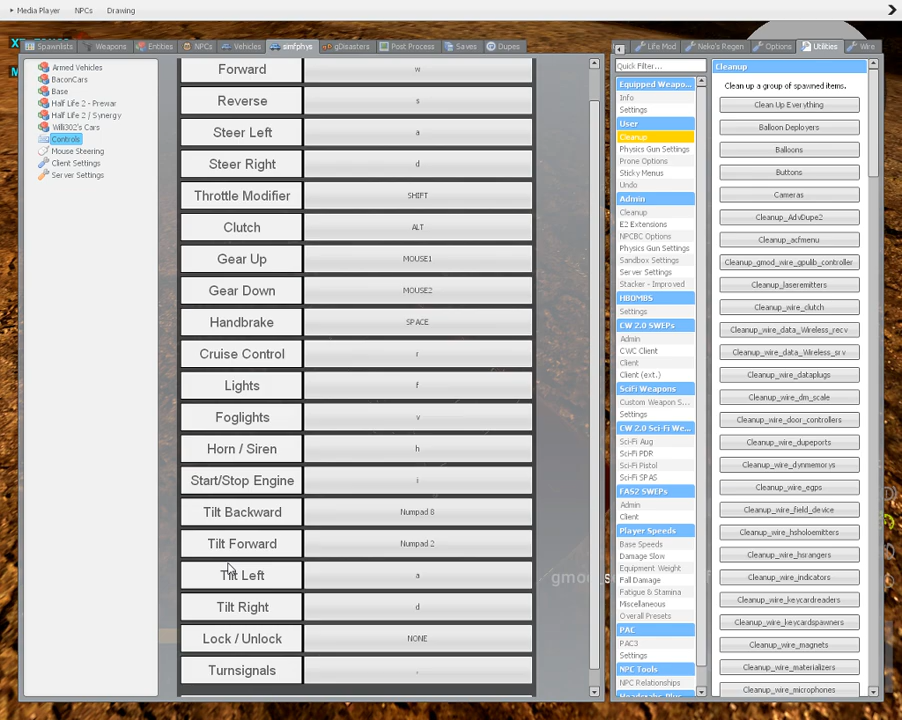 Media Player NPCs Drawing
Spawnlists Weapons Entities NPCs Vehicles simfphys gDisasters Post Process Saves Dupes
Life Mod Neko's Regen Options Utilities Wire
Armed Vehicles
BaconCars
Base
Half Life 2 - Prewar
Half Life 2 / Synergy
Willi302's Cars
Controls
Mouse Steering
Client Settings
Server Settings
Forward w
Reverse s
Steer Left a
Steer Right d
Throttle Modifier SHIFT
Clutch ALT
Gear Up MOUSE1
Gear Down MOUSE2
Handbrake SPACE
Cruise Control r
Lights f
Foglights v
Horn / Siren h
Start/Stop Engine i
Tilt Backward Numpad 8
Tilt Forward Numpad 2
Tilt Left a
Tilt Right d
Lock / Unlock NONE
Turnsignals ,
Quick Filter...
Equipped Weapo...
Info
Settings
User
Cleanup
Physics Gun Settings
Prone Options
Sticky Menus
Undo
Admin
Cleanup
E2 Extensions
NPCBC Options
Physics Gun Settings
Sandbox Settings
Server Settings
Stacker - Improved
HBOMBS
Settings
CW 2.0 SWEPs
Admin
CWC Client
Client
Client (ext.)
SciFi Weapons
Custom Weapon S...
Settings
CW 2.0 Sci-Fi We...
Sci-Fi Aug
Sci-Fi PDR
Sci-Fi Pistol
Sci-Fi SPAS
FAS2 SWEPs
Admin
Client
Player Speeds
Base Speeds
Damage Slow
Equipment Weight
Fall Damage
Fatigue & Stamina
Miscellaneous
Overall Presets
PAC
PAC3
Settings
NPC Tools
NPC Relationships
Cleanup
Clean up a group of spawned items.
Clean Up Everything
Balloon Deployers
Balloons
Buttons
Cameras
Cleanup_AdvDupe2
Cleanup_acfmenu
Cleanup_gmod_wire_gpulib_controller
Cleanup_laseremitters
Cleanup_wire_clutch
Cleanup_wire_data_Wireless_recv
Cleanup_wire_data_Wireless_srv
Cleanup_wire_dataplugs
Cleanup_wire_dm_scale
Cleanup_wire_door_controllers
Cleanup_wire_dupeports
Cleanup_wire_dynmemorys
Cleanup_wire_egps
Cleanup_wire_field_device
Cleanup_wire_hsholoemitters
Cleanup_wire_hsrangers
Cleanup_wire_indicators
Cleanup_wire_keycardreaders
Cleanup_wire_keycardspawners
Cleanup_wire_magnets
Cleanup_wire_materializers
Cleanup_wire_microphones